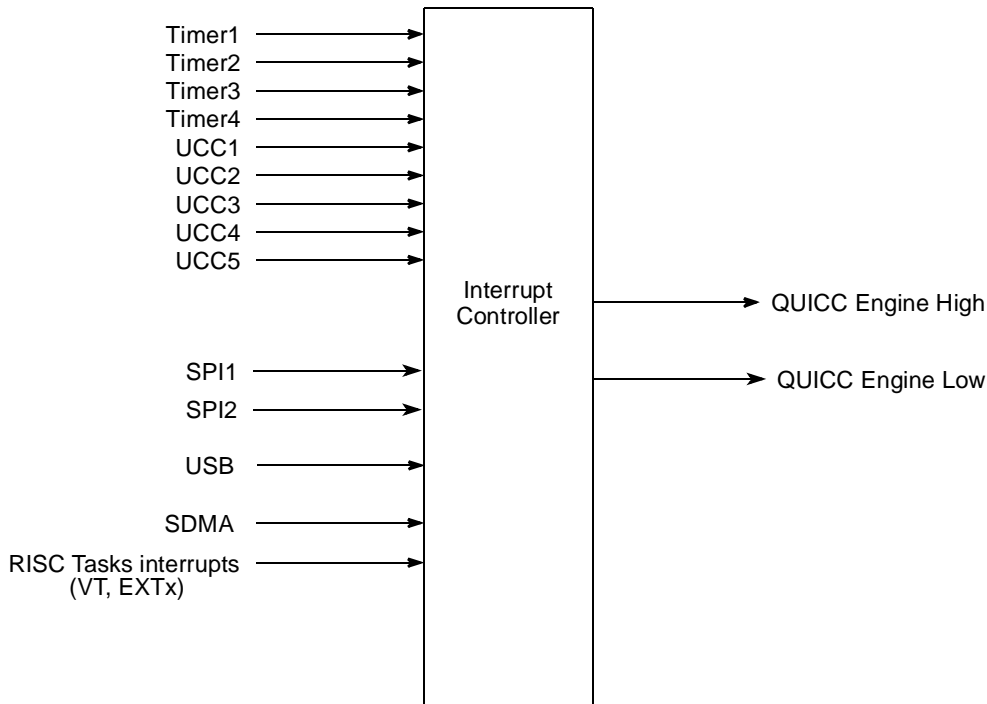 Timer1
Timer2
Timer3
Timer4
UCC1
UCC2
UCC3
UCC4
UCC5
SPI1
SPI2
USB
SDMA
RISC Tasks interrupts
(VT, EXTx)
Interrupt
Controller
QUICC Engine High
QUICC Engine Low